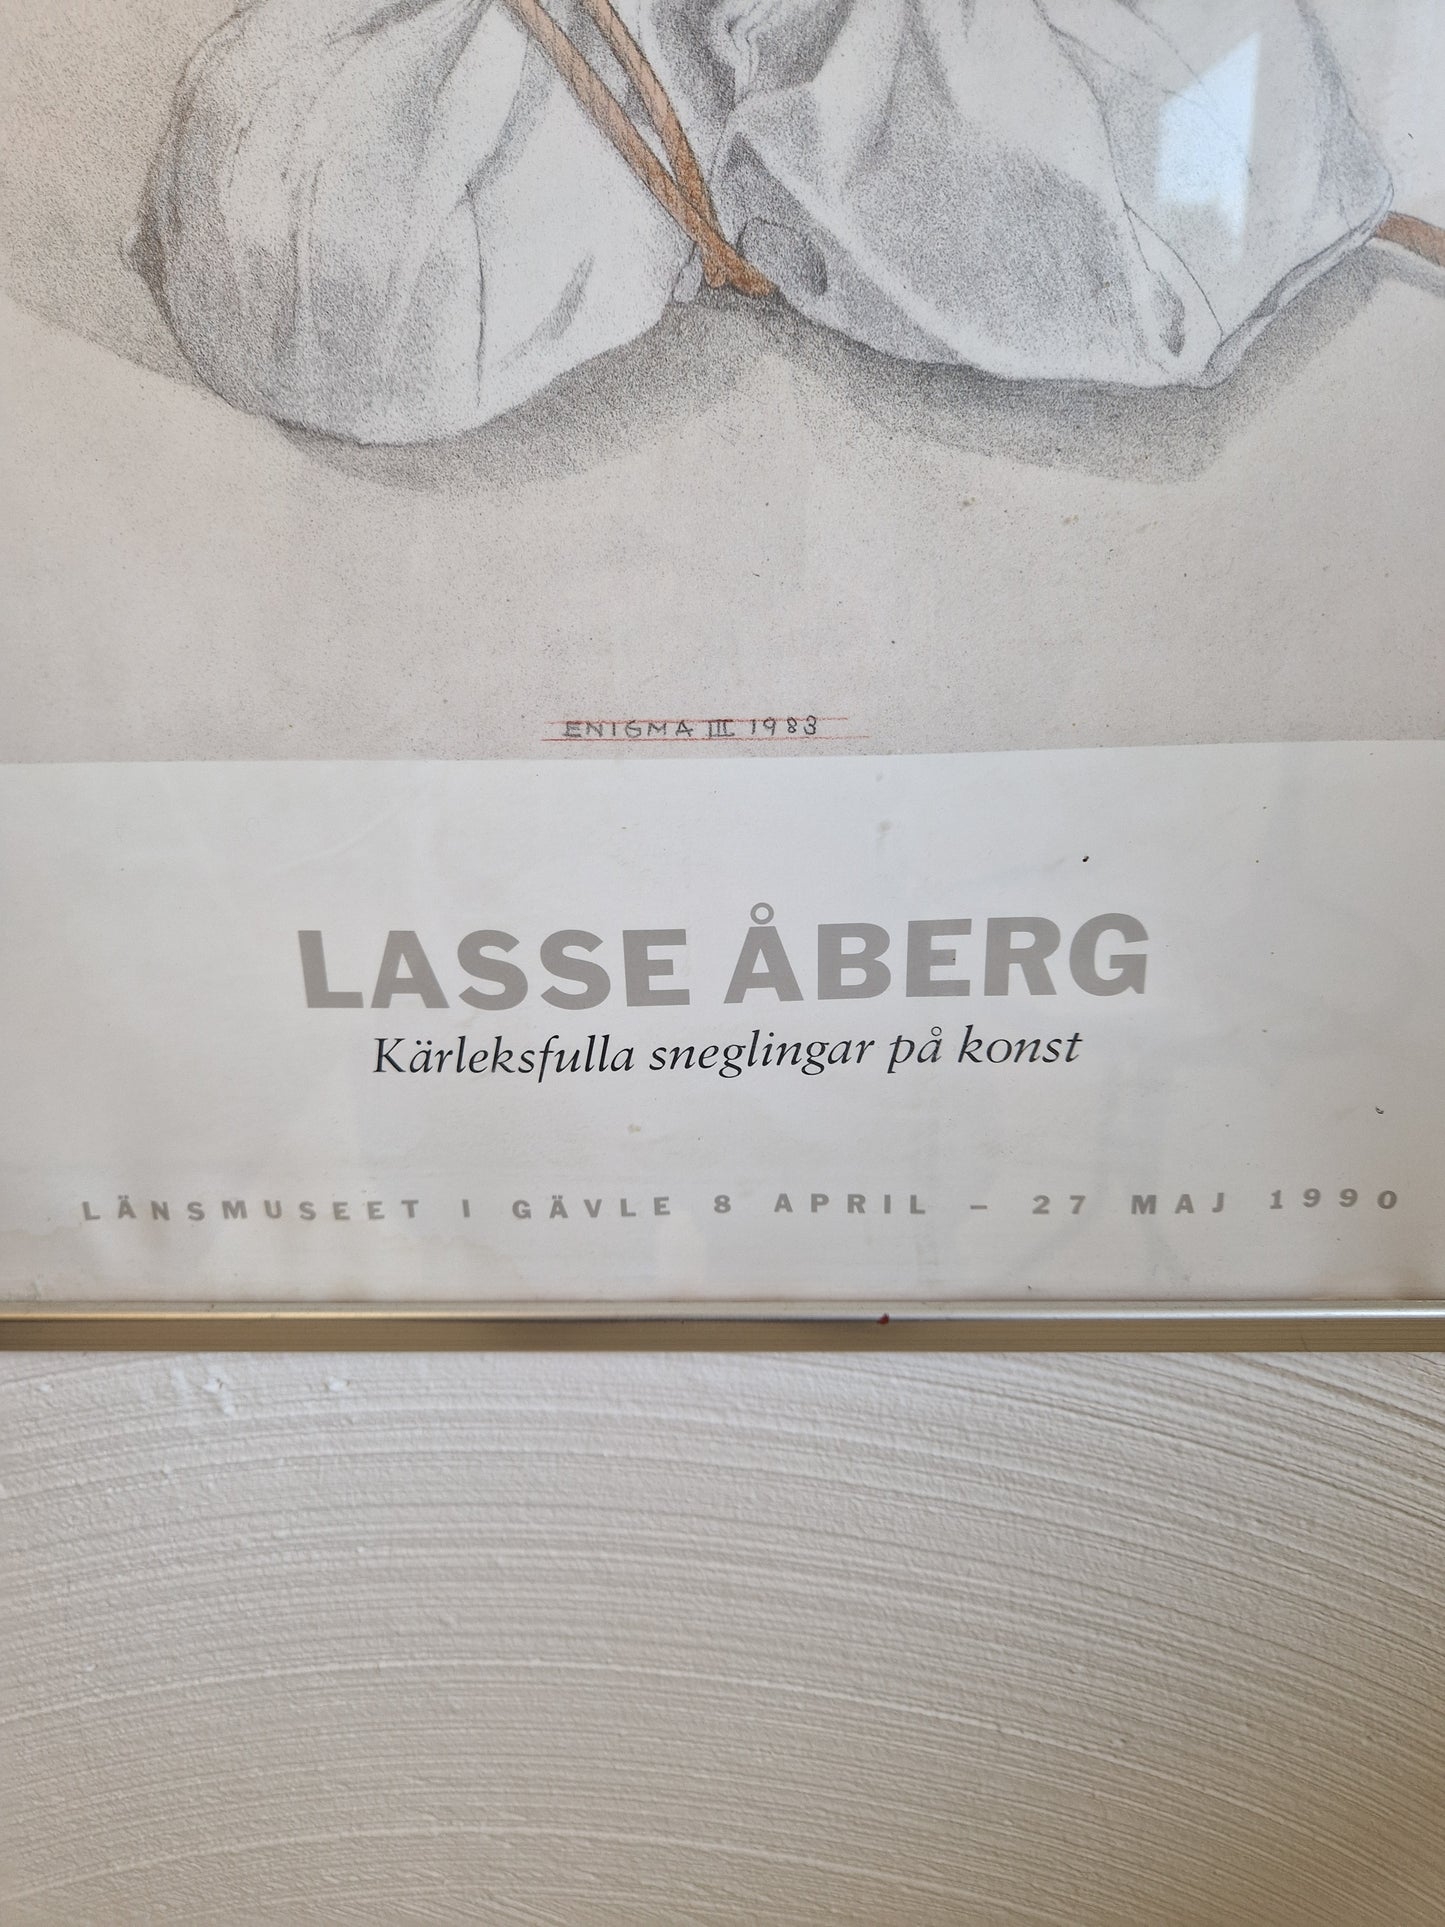 ENIGMA III 1983
LASSE ÅBERG
Kärleksfulla sneglingar på konst
LÄNSMUSEET I GÄVLE 8 APRIL – 27 MAJ 1990